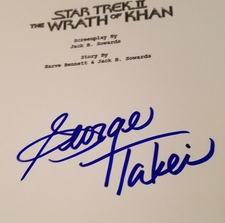 STAR TREK II
THE WRATH OF KHAN
Screenplay By
Jack B. Sowards
Story By
Harve Bennett & Jack B. Sowards
George
Takei